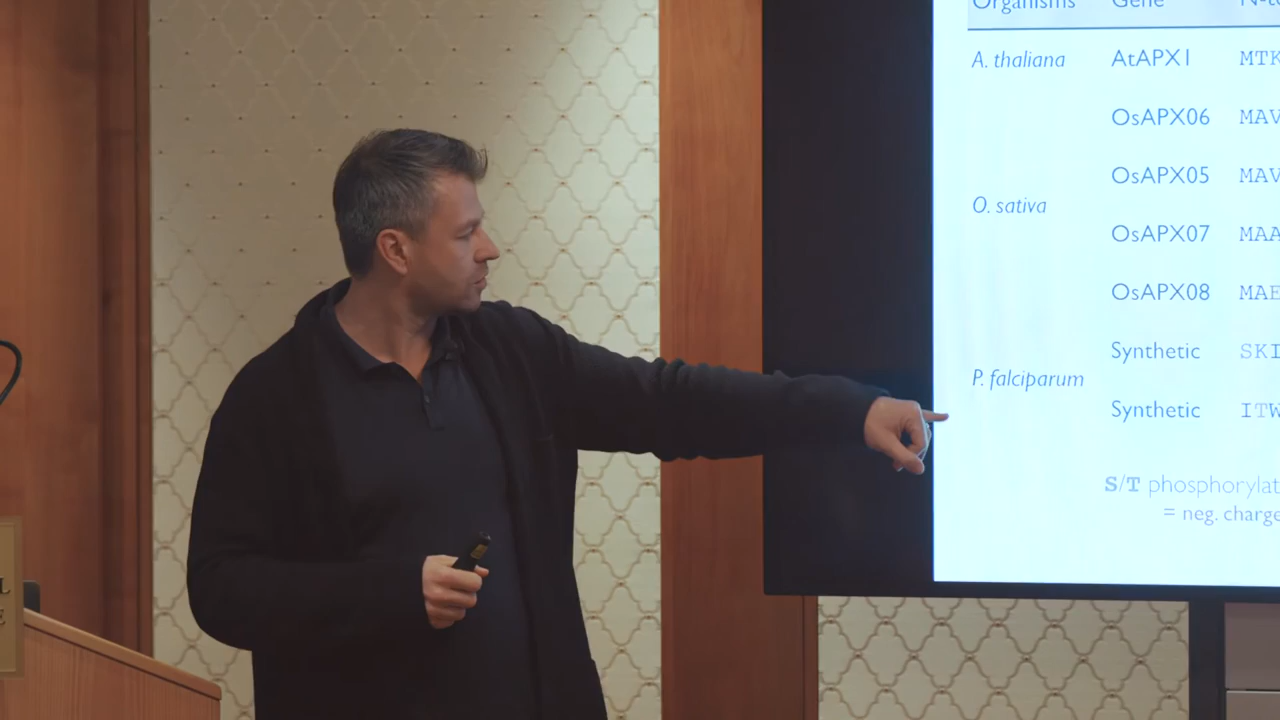 Organisms Gene
A. thaliana AtAPX1 MTK
OsAPX06 MAV
OsAPX05 MAV
O. sativa
OsAPX07 MAA
OsAPX08 MAE
Synthetic SKI
P. falciparum
Synthetic ITW
S/T phosphorylat
= neg. charge
L
E